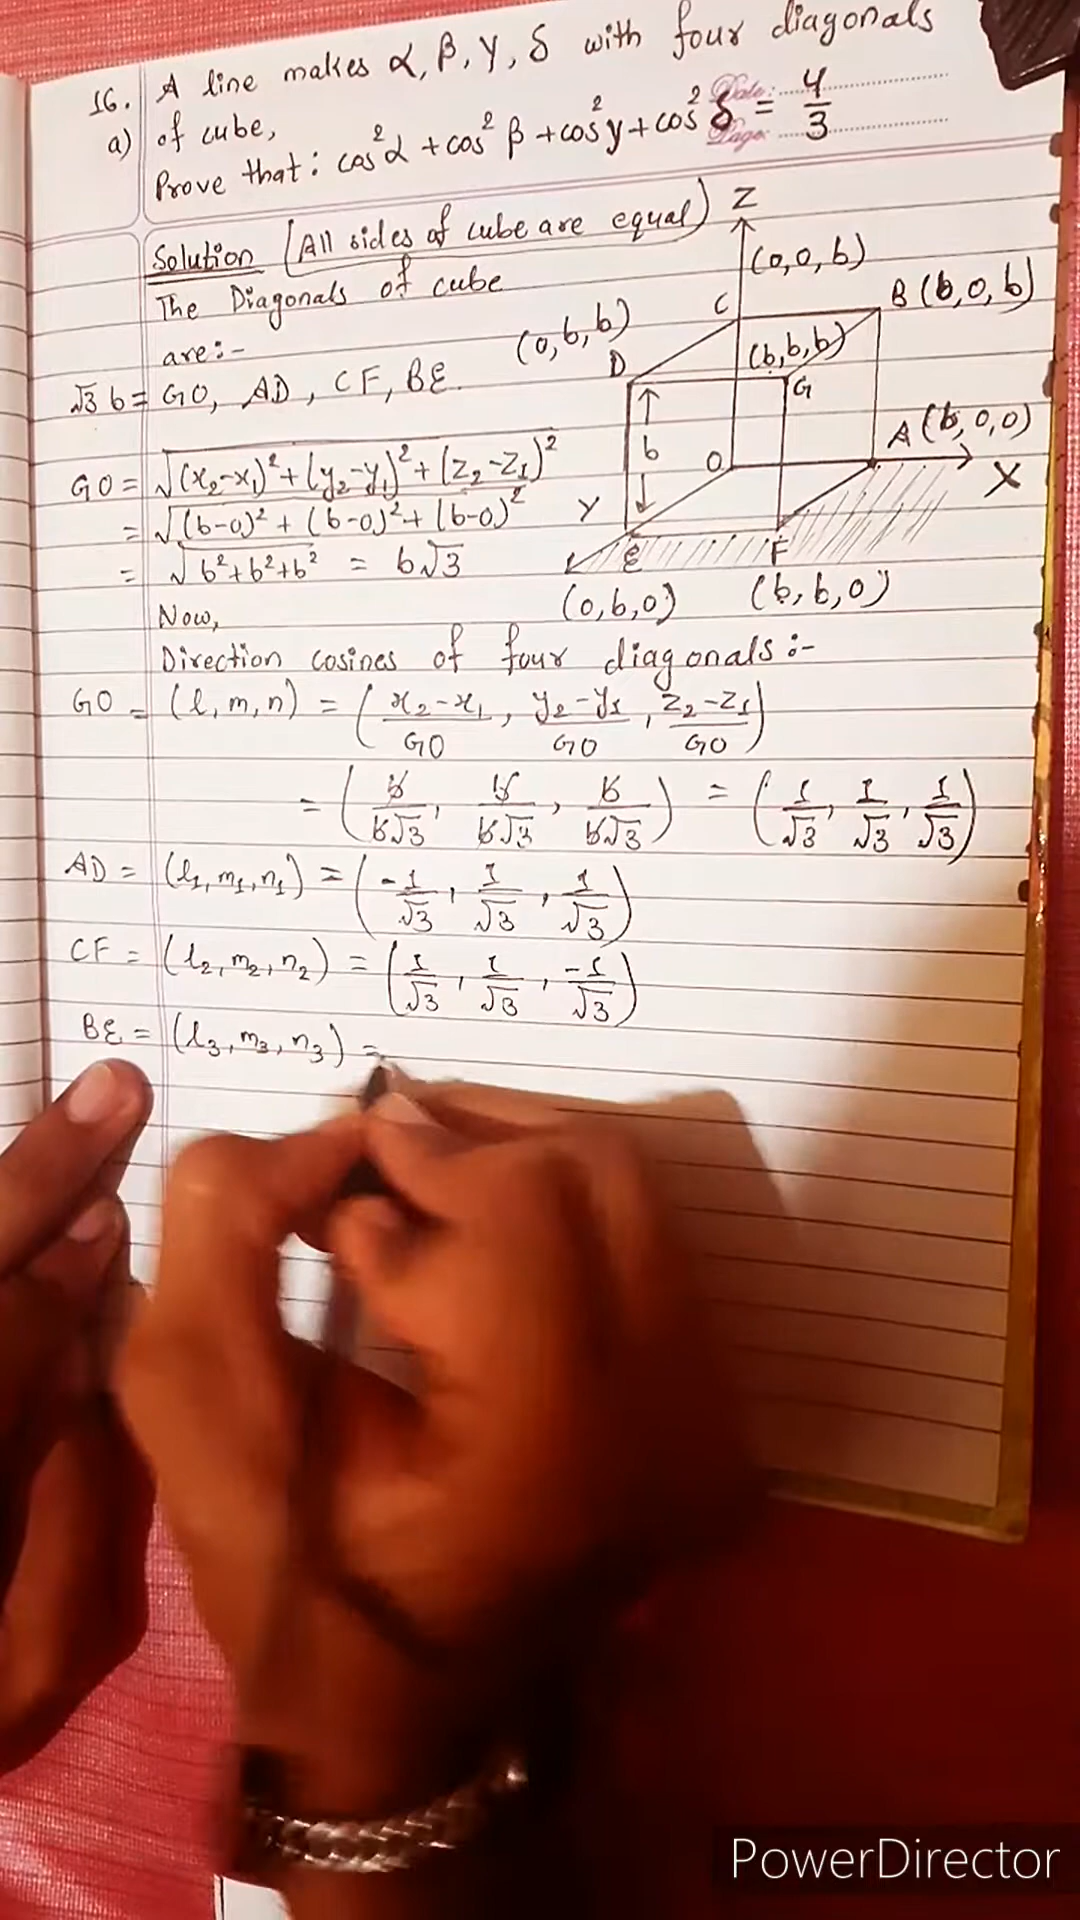 16. A line makes α, β, γ, δ with four diagonals
a) of cube,
Prove that: cos²α + cos²β + cos²γ + cos²δ = 4/3
Date:
Page:
Solution (All sides of cube are equal)
The Diagonals of cube
are:-
√3 b = GO, AD, CF, BE.
Z
(0,0,b)
C
B (b,0,b)
(0,b,b)
D
(b,b,b)
G
b
O
A (b,0,0)
X
Y
E
F
(0,b,0)
(b,b,0)
GO = √(x₂-x₁)² + (y₂-y₁)² + (z₂-z₁)²
= √(b-0)² + (b-0)² + (b-0)²
= √b²+b²+b² = b√3
Now,
Direction cosines of four diagonals:-
GO = (l, m, n) = (x₂-x₁/GO, y₂-y₁/GO, z₂-z₁/GO)
= (b/b√3, b/b√3, b/b√3) = (1/√3, 1/√3, 1/√3)
AD = (l₁, m₁, n₁) = (-1/√3, 1/√3, 1/√3)
CF = (l₂, m₂, n₂) = (1/√3, 1/√3, -1/√3)
BE = (l₃, m₃, n₃) =
PowerDirector